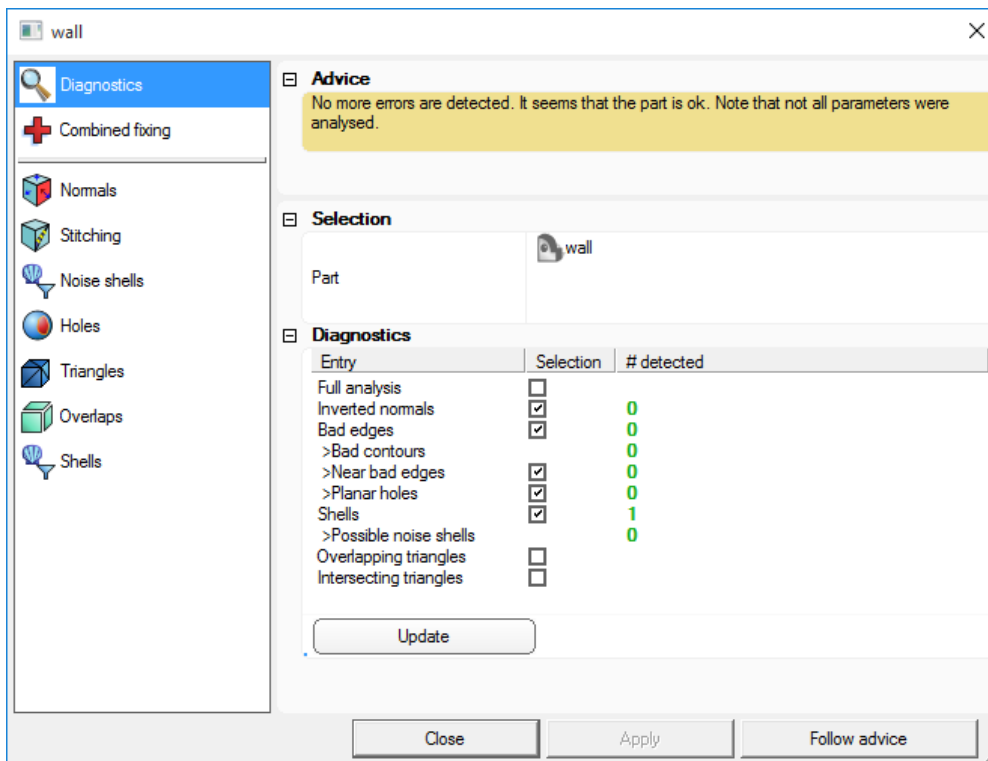 wall
Diagnostics
Combined fixing
Normals
Stitching
Noise shells
Holes
Triangles
Overlaps
Shells
Advice
No more errors are detected. It seems that the part is ok. Note that not all parameters were
analysed.
Selection
Part
wall
Diagnostics
Entry Selection # detected
Full analysis
Inverted normals 0
Bad edges 0
>Bad contours 0
>Near bad edges 0
>Planar holes 0
Shells 1
>Possible noise shells 0
Overlapping triangles
Intersecting triangles
Update
Close Apply Follow advice